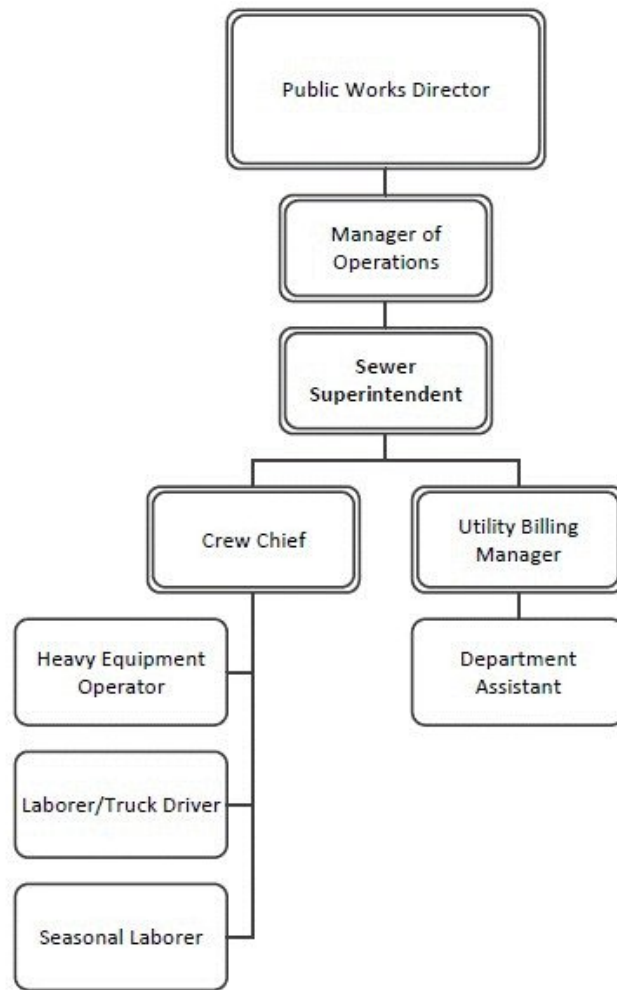 Public Works Director
Manager of
Operations
Sewer
Superintendent
Crew Chief
Utility Billing
Manager
Heavy Equipment
Operator
Department
Assistant
Laborer/Truck Driver
Seasonal Laborer